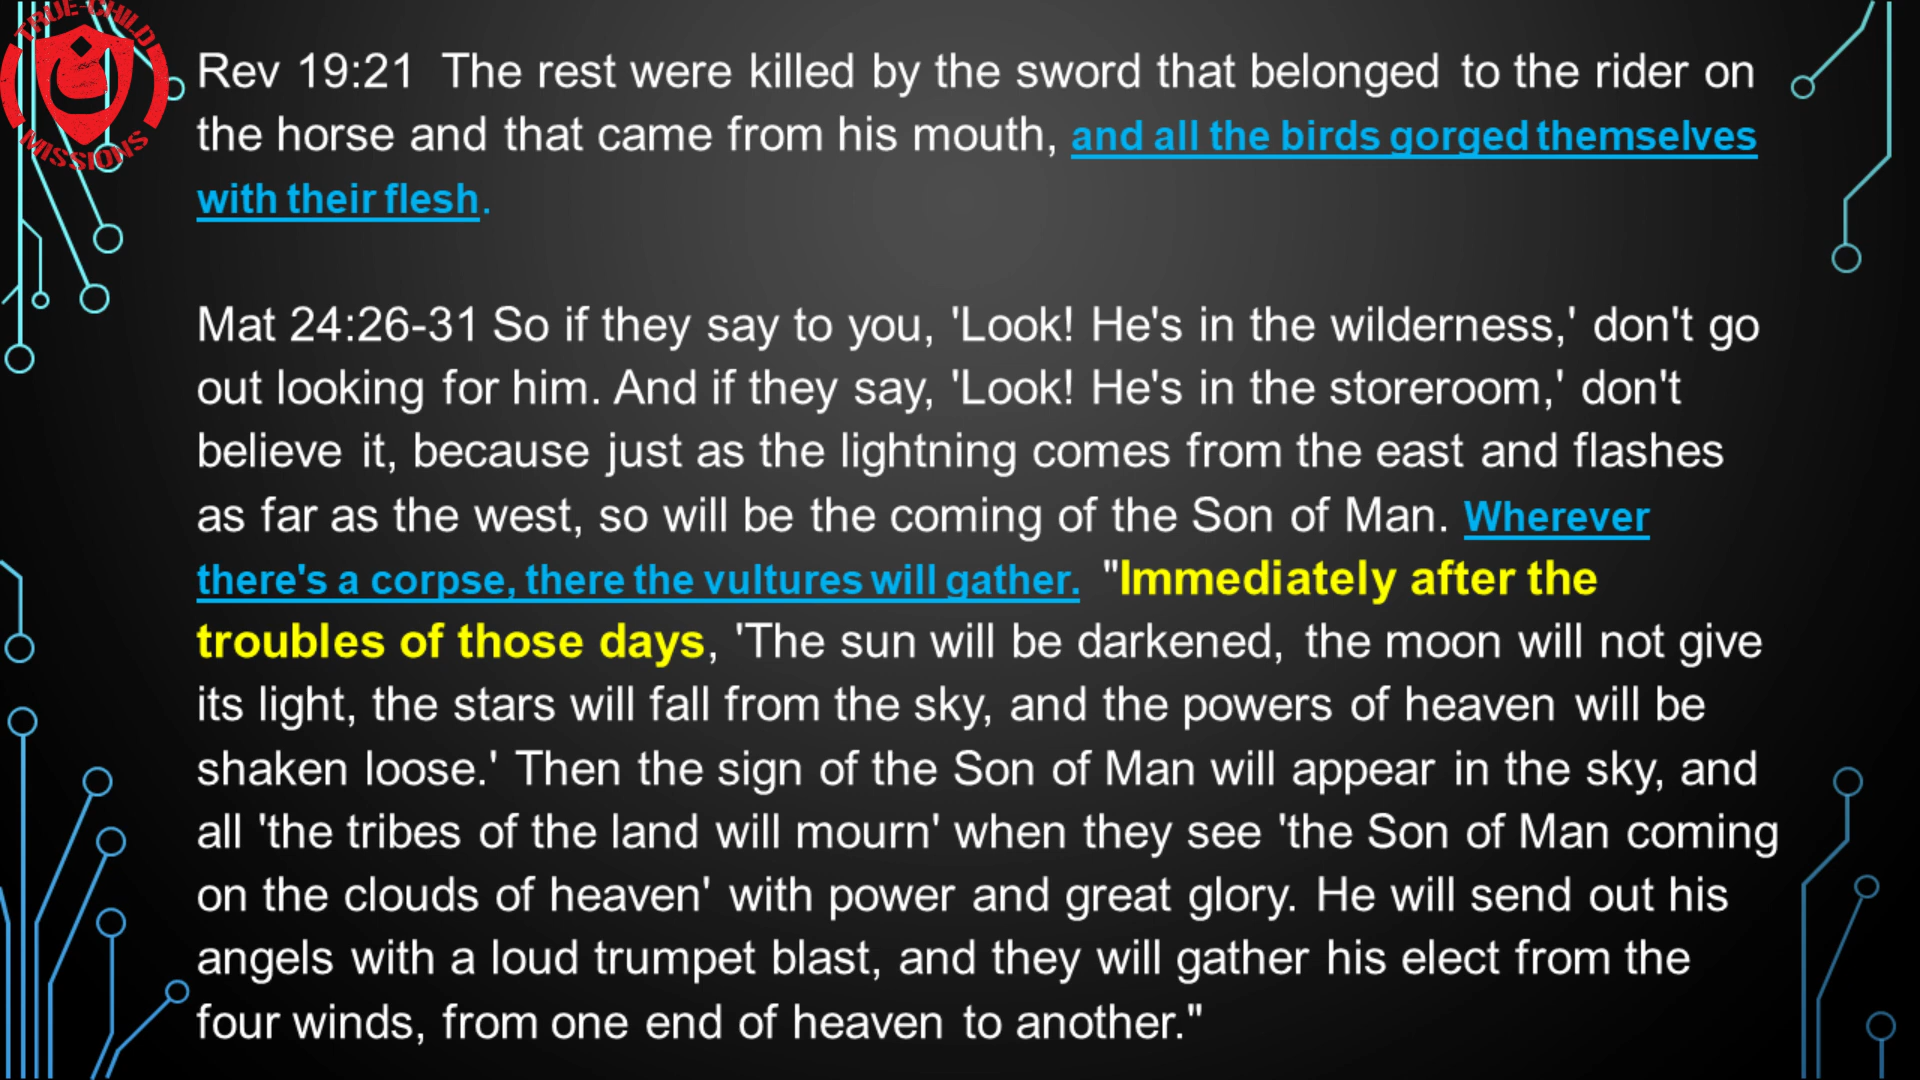 TRUE-CHILD
MISSIONS
Rev 19:21  The rest were killed by the sword that belonged to the rider on
the horse and that came from his mouth, and all the birds gorged themselves
with their flesh.
Mat 24:26-31 So if they say to you, 'Look! He's in the wilderness,' don't go
out looking for him. And if they say, 'Look! He's in the storeroom,' don't
believe it, because just as the lightning comes from the east and flashes
as far as the west, so will be the coming of the Son of Man. Wherever
there's a corpse, there the vultures will gather.  "Immediately after the
troubles of those days, 'The sun will be darkened, the moon will not give
its light, the stars will fall from the sky, and the powers of heaven will be
shaken loose.' Then the sign of the Son of Man will appear in the sky, and
all 'the tribes of the land will mourn' when they see 'the Son of Man coming
on the clouds of heaven' with power and great glory. He will send out his
angels with a loud trumpet blast, and they will gather his elect from the
four winds, from one end of heaven to another."